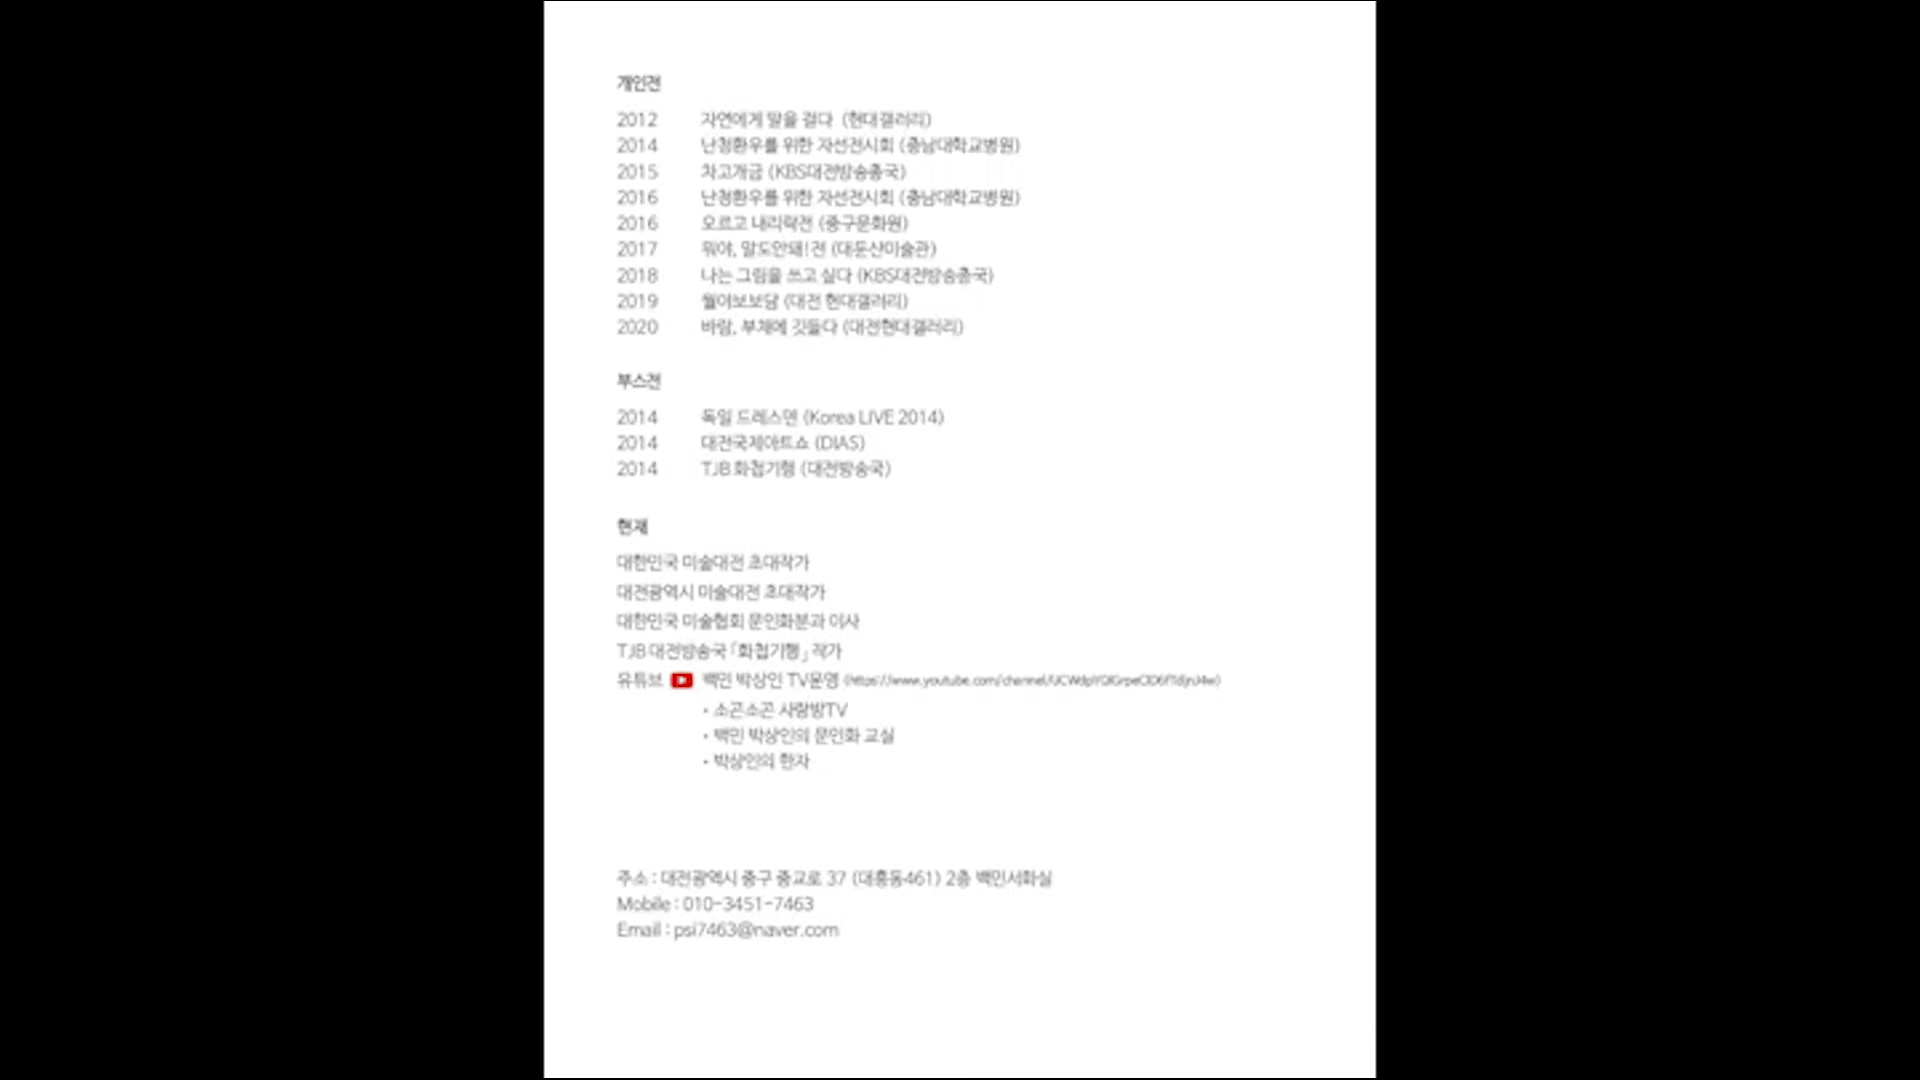 개인전
2012 자연에게 말을 걸다 (현대갤러리)
2014 난청환우를 위한 자선전시회 (충남대학교병원)
2015 차고개금 (KBS대전방송총국)
2016 난청환우를 위한 자선전시회 (충남대학교병원)
2016 오르고 내리락전 (중구문화원)
2017 뭐야, 말도안돼!전 (대둔산미술관)
2018 나는 그림을 쓰고 싶다 (KBS대전방송총국)
2019 월야보보담 (대전 현대갤러리)
2020 바람, 부채에 깃들다 (대전현대갤러리)
부스전
2014 독일 드레스덴 (Korea LIVE 2014)
2014 대전국제아트쇼 (DIAS)
2014 TJB 화첩기행 (대전방송국)
현재
대한민국 미술대전 초대작가
대전광역시 미술대전 초대작가
대한민국 미술협회 문인화분과 이사
TJB 대전방송국 「화첩기행」 작가
유튜브 백민 박상인 TV운영
• 소곤소곤 사랑방TV
• 백민 박상인의 문인화 교실
• 박상인의 한자
주소 : 대전광역시 중구 중교로 37 (대흥동461) 2층 백민서화실
Mobile : 010-3451-7463
Email : psi7463@naver.com